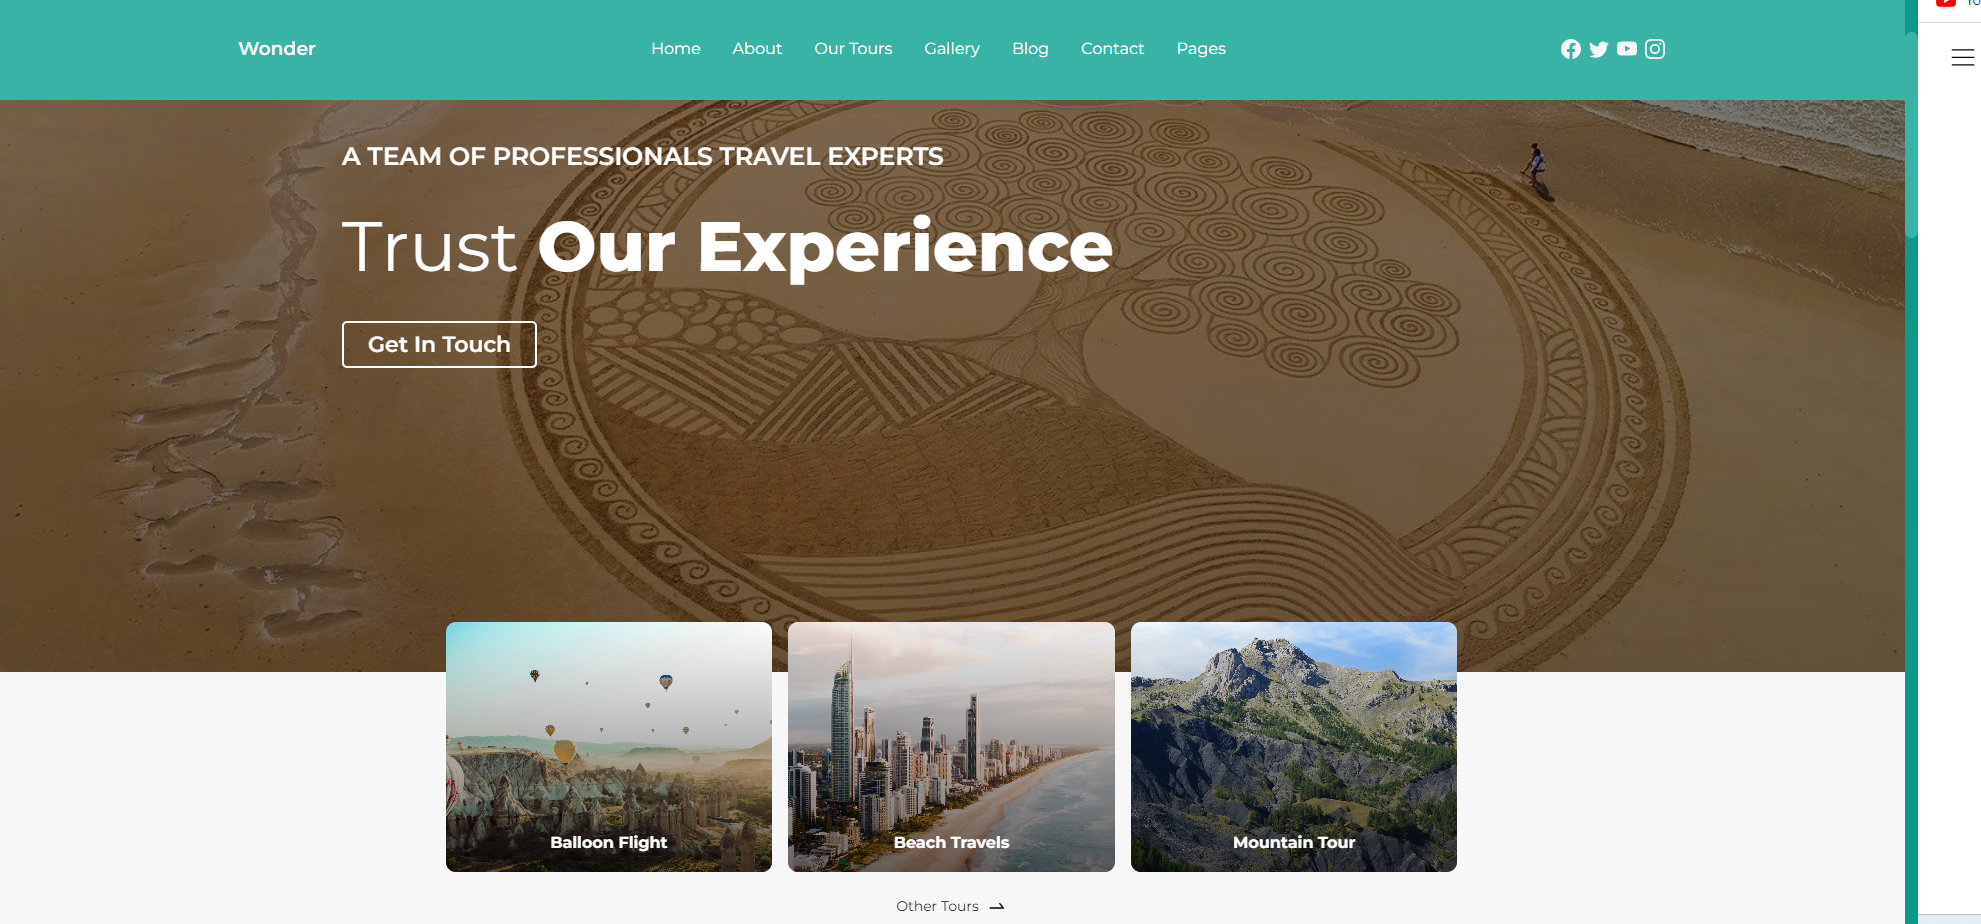 Wonder
Home About Our Tours Gallery Blog Contact Pages
A TEAM OF PROFESSIONALS TRAVEL EXPERTS
Trust Our Experience
Get In Touch
Balloon Flight
Beach Travels
Mountain Tour
Other Tours